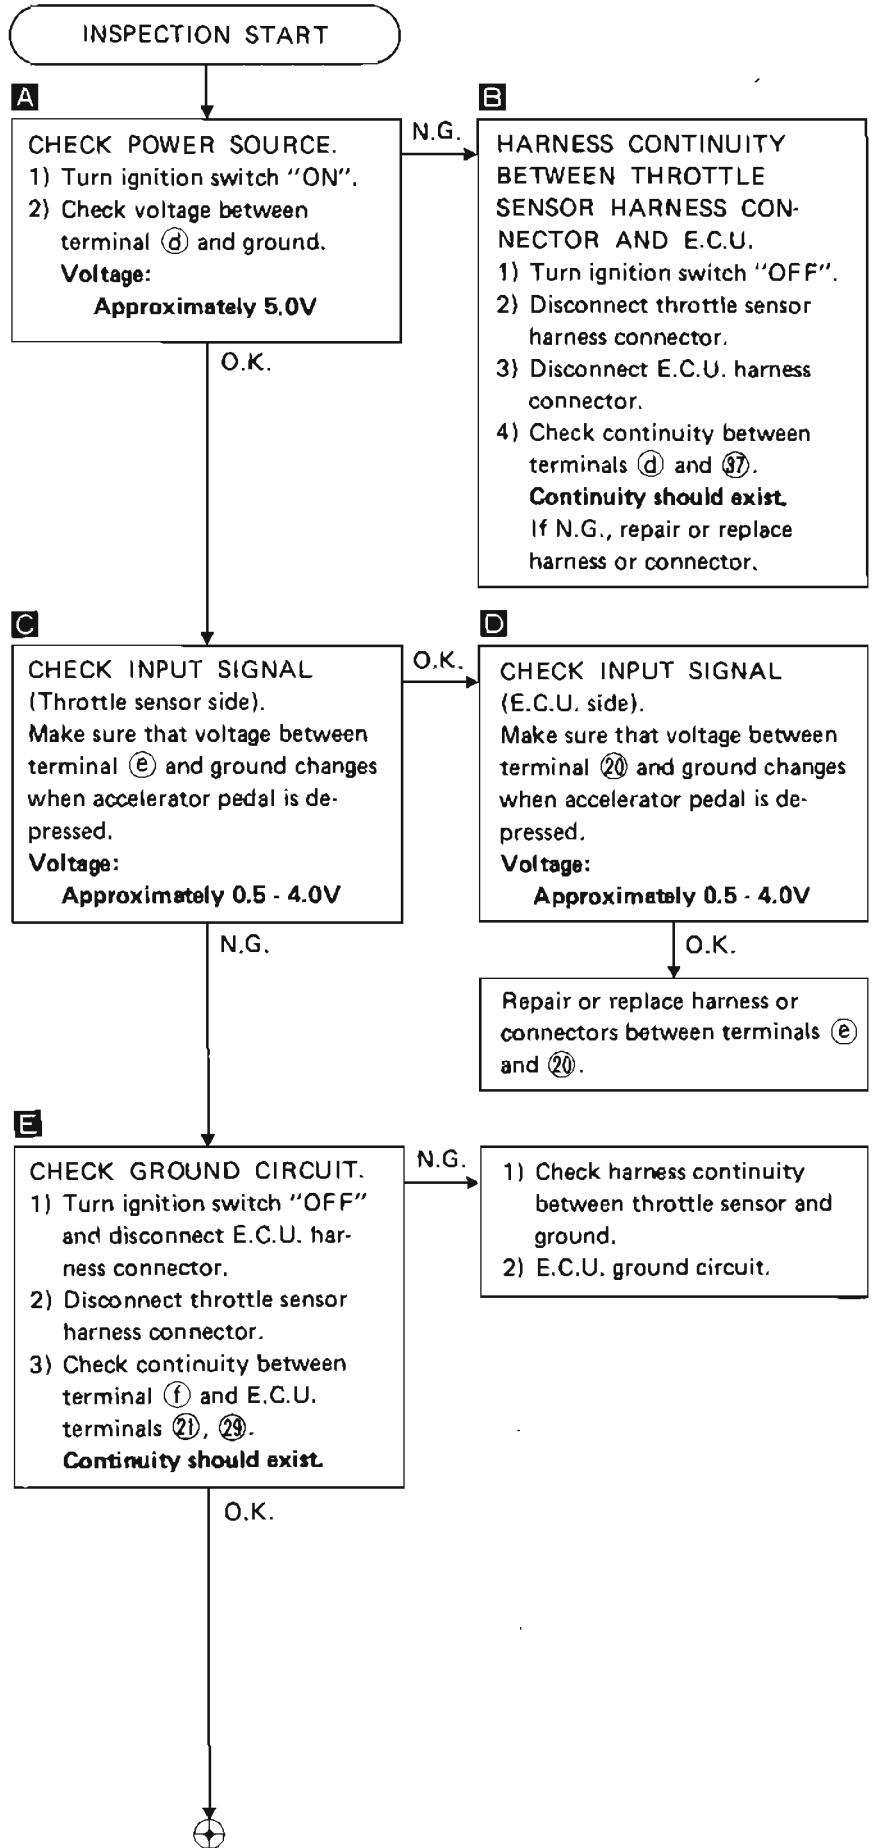 INSPECTION START
A
CHECK POWER SOURCE.
1) Turn ignition switch "ON".
2) Check voltage between
terminal ⓓ and ground.
Voltage:
Approximately 5.0V
N.G.
O.K.
B
HARNESS CONTINUITY
BETWEEN THROTTLE
SENSOR HARNESS CON-
NECTOR AND E.C.U.
1) Turn ignition switch "OFF".
2) Disconnect throttle sensor
harness connector.
3) Disconnect E.C.U. harness
connector.
4) Check continuity between
terminals ⓓ and ㊲.
Continuity should exist.
If N.G., repair or replace
harness or connector.
C
CHECK INPUT SIGNAL
(Throttle sensor side).
Make sure that voltage between
terminal ⓔ and ground changes
when accelerator pedal is de-
pressed.
Voltage:
Approximately 0.5 - 4.0V
O.K.
N.G.
D
CHECK INPUT SIGNAL
(E.C.U. side).
Make sure that voltage between
terminal ⑳ and ground changes
when accelerator pedal is de-
pressed.
Voltage:
Approximately 0.5 - 4.0V
O.K.
Repair or replace harness or
connectors between terminals ⓔ
and ⑳.
E
CHECK GROUND CIRCUIT.
1) Turn ignition switch "OFF"
and disconnect E.C.U. har-
ness connector.
2) Disconnect throttle sensor
harness connector.
3) Check continuity between
terminal ⓕ and E.C.U.
terminals ㉑, ㉙.
Continuity should exist.
N.G.
O.K.
1) Check harness continuity
between throttle sensor and
ground.
2) E.C.U. ground circuit.